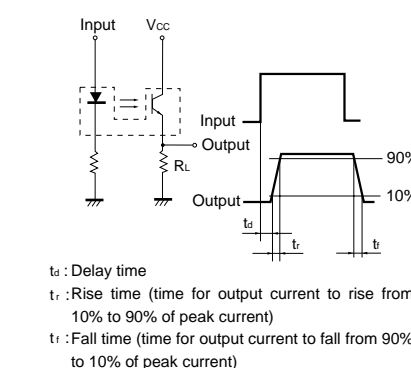 Input Vcc
Input
Output
RL
90%
Output
10%
td
tr tf
td : Delay time
tr : Rise time (time for output current to rise from
10% to 90% of peak current)
tf : Fall time (time for output current to fall from 90%
to 10% of peak current)